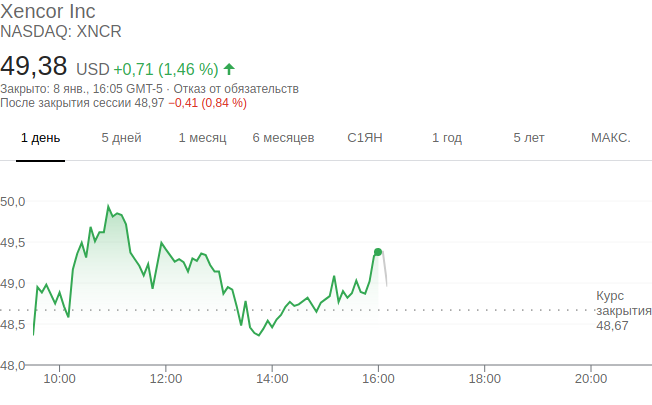 Xencor Inc
NASDAQ: XNCR
49,38 USD +0,71 (1,46 %)
Закрыто: 8 янв., 16:05 GMT-5 · Отказ от обязательств
После закрытия сессии 48,97 −0,41 (0,84 %)
1 день 5 дней 1 месяц 6 месяцев С1ЯН 1 год 5 лет МАКС.
50,0
49,5
49,0
48,5
48,0
Курс
закрытия
48,67
10:00 12:00 14:00 16:00 18:00 20:00